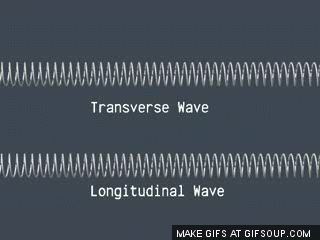 Transverse Wave
Longitudinal Wave
MAKE GIFS AT GIFSOUP.COM